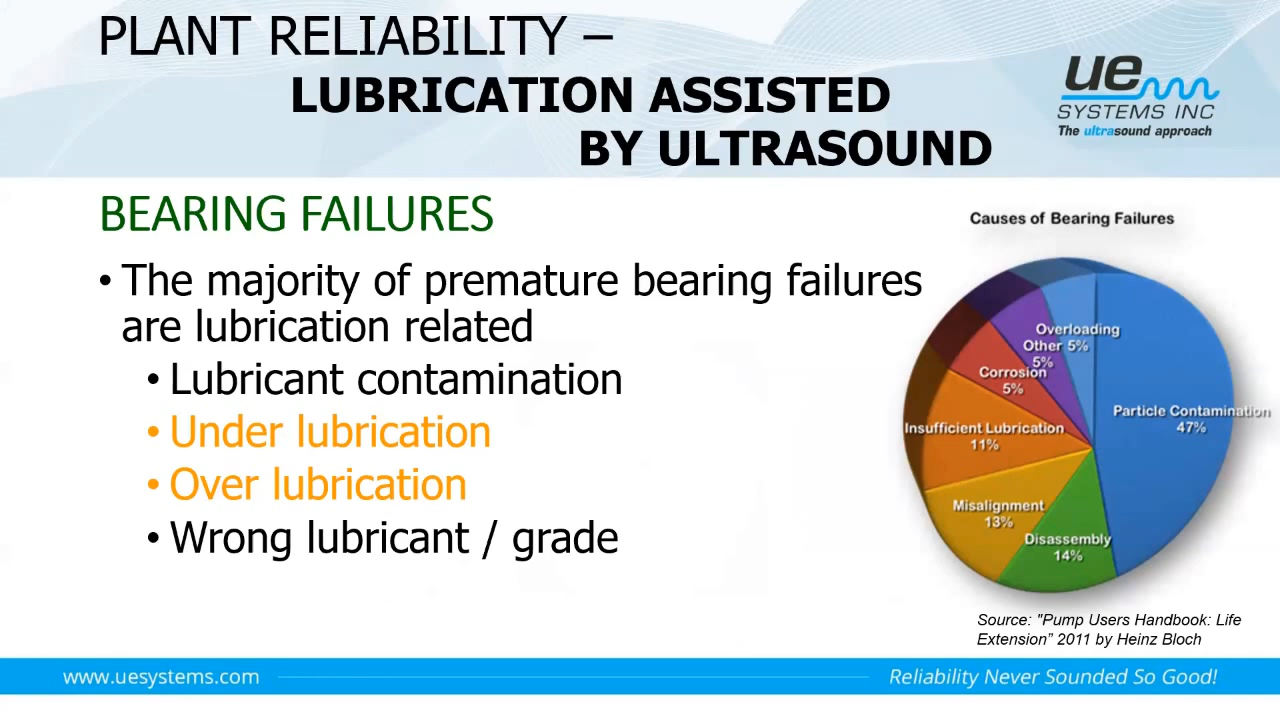 PLANT RELIABILITY –
LUBRICATION ASSISTED
BY ULTRASOUND
ue
SYSTEMS INC
The ultrasound approach
BEARING FAILURES
• The majority of premature bearing failures
are lubrication related
• Lubricant contamination
• Under lubrication
• Over lubrication
• Wrong lubricant / grade
Causes of Bearing Failures
Overloading
5%
Other
5%
Corrosion
5%
Particle Contamination
47%
Insufficient Lubrication
11%
Misalignment
13%
Disassembly
14%
Source: "Pump Users Handbook: Life
Extension” 2011 by Heinz Bloch
www.uesystems.com
Reliability Never Sounded So Good!